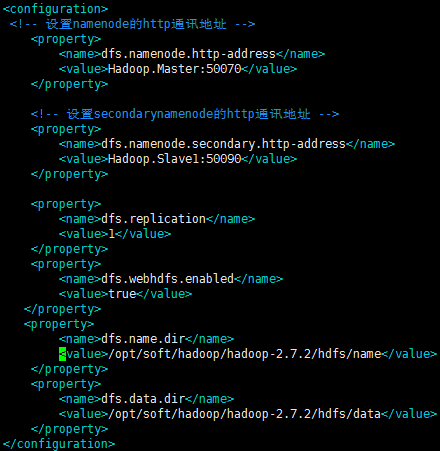 <configuration>
<!-- 设置namenode的http通讯地址 -->
<property>
<name>dfs.namenode.http-address</name>
<value>Hadoop.Master:50070</value>
</property>
<!-- 设置secondarynamenode的http通讯地址 -->
<property>
<name>dfs.namenode.secondary.http-address</name>
<value>Hadoop.Slave1:50090</value>
</property>
<property>
<name>dfs.replication</name>
<value>1</value>
</property>
<property>
<name>dfs.webhdfs.enabled</name>
<value>true</value>
</property>
<property>
<name>dfs.name.dir</name>
<value>/opt/soft/hadoop/hadoop-2.7.2/hdfs/name</value>
</property>
<property>
<name>dfs.data.dir</name>
<value>/opt/soft/hadoop/hadoop-2.7.2/hdfs/data</value>
</property>
</configuration>